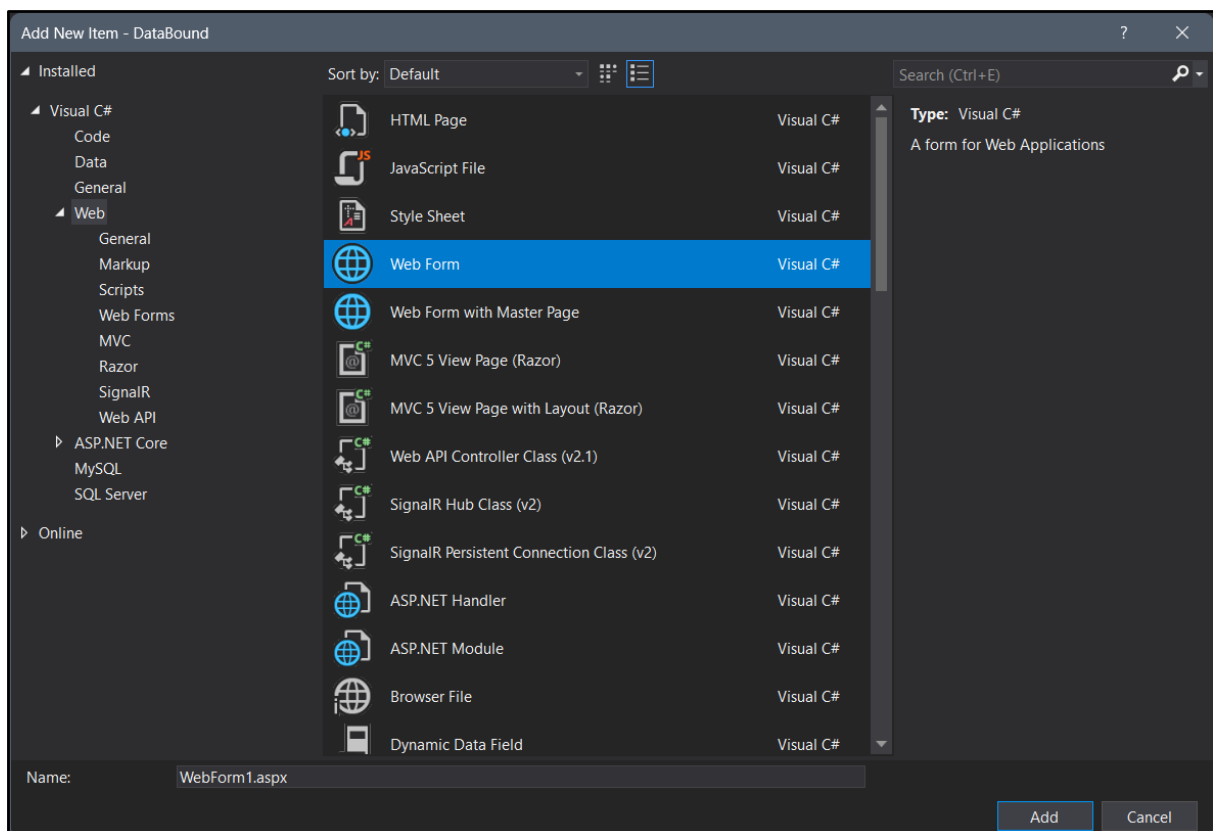 Add New Item - DataBound
?
Installed
Sort by: Default
Search (Ctrl+E)
Visual C#
Code
Data
General
Web
General
Markup
Scripts
Web Forms
MVC
Razor
SignalR
Web API
ASP.NET Core
MySQL
SQL Server
Online
HTML Page Visual C#
JS
JavaScript File Visual C#
Style Sheet Visual C#
Web Form Visual C#
Web Form with Master Page Visual C#
C#
@
MVC 5 View Page (Razor) Visual C#
C#
@
MVC 5 View Page with Layout (Razor) Visual C#
C#
Web API Controller Class (v2.1) Visual C#
C#
SignalR Hub Class (v2) Visual C#
C#
SignalR Persistent Connection Class (v2) Visual C#
ASP.NET Handler Visual C#
ASP.NET Module Visual C#
Browser File Visual C#
Dynamic Data Field Visual C#
Type: Visual C#
A form for Web Applications
Name: WebForm1.aspx
Add Cancel